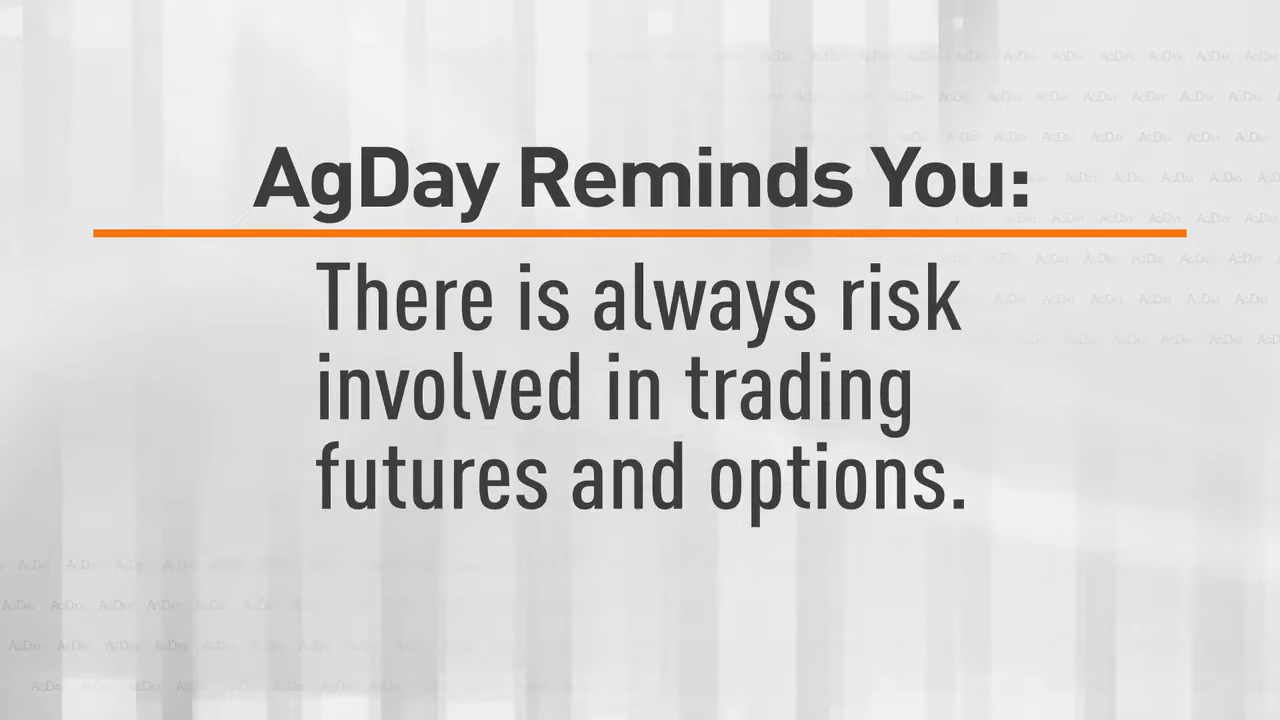 AgDay Reminds You:
There is always risk
involved in trading
futures and options.